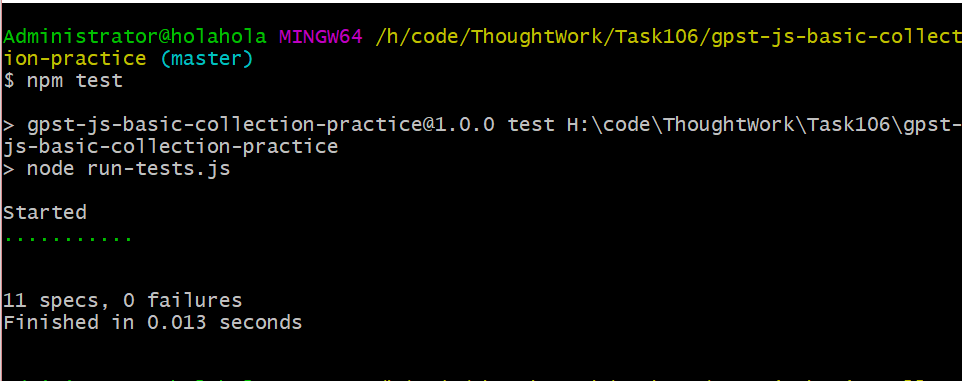 Administrator@holahola MINGW64 /h/code/ThoughtWork/Task106/gpst-js-basic-collect
ion-practice (master)
$ npm test
> gpst-js-basic-collection-practice@1.0.0 test H:\code\ThoughtWork\Task106\gpst-
js-basic-collection-practice
> node run-tests.js
Started
...........
11 specs, 0 failures
Finished in 0.013 seconds